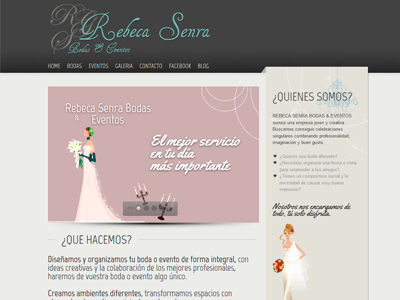 RS
Rebeca Senra
Bodas & Eventos
HOME BODAS EVENTOS GALERIA CONTACTO FACEBOOK BLOG
Rebeca Senra Bodas
& Eventos
El mejor servicio
en tu día
más importante
¿QUE HACEMOS?
Diseñamos y organizamos tu boda o evento de forma integral, con
ideas creativas y la colaboración de los mejores profesionales,
haremos de vuestra boda o evento algo único.
Creamos ambientes diferentes, transformamos espacios con
¿QUIENES SOMOS?
REBECA SENRA BODAS & EVENTOS
somos una empresa joven y creativa.
Buscamos conseguir celebraciones
singulares combinando profesionalidad,
imaginación y buen gusto.
¿Quieres una boda diferente?
¿Necesitas organizar una fiesta o cena
para sorprender a tus amigos?
¿Tienes un compromiso social y la
necesidad de causar muy buena
impresión?
Nosotros nos encargamos de
todo, tú solo disfruta.